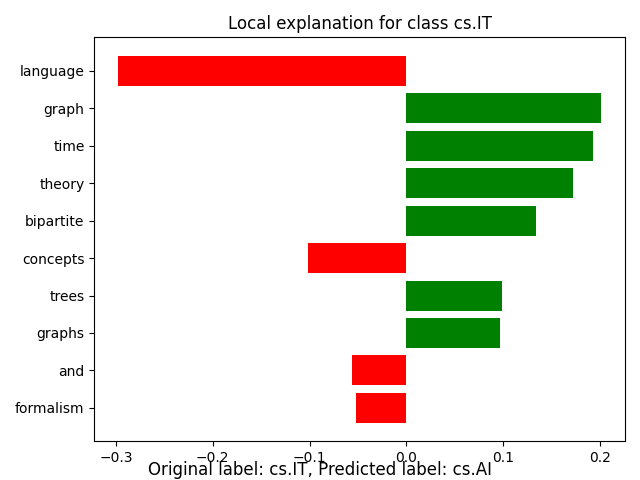 Local explanation for class cs.IT
language
graph
time
theory
bipartite
concepts
trees
graphs
and
formalism
−0.3 −0.2 −0.1 0.0 0.1 0.2
Original label: cs.IT, Predicted label: cs.AI